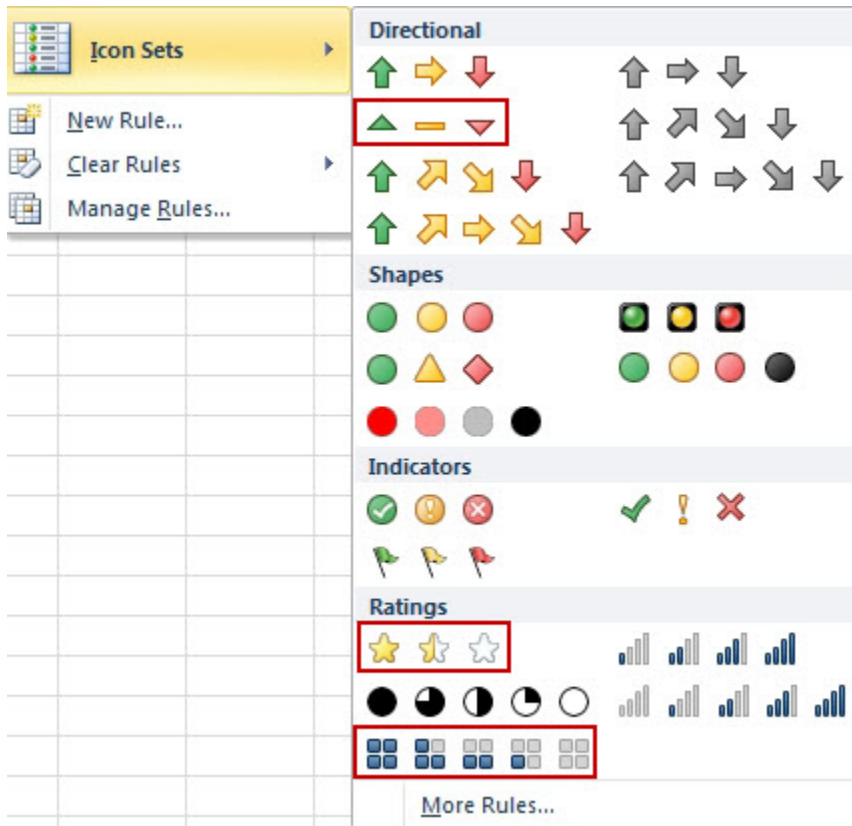 Icon Sets
New Rule...
Clear Rules
Manage Rules...
Directional
Shapes
Indicators
Ratings
More Rules...